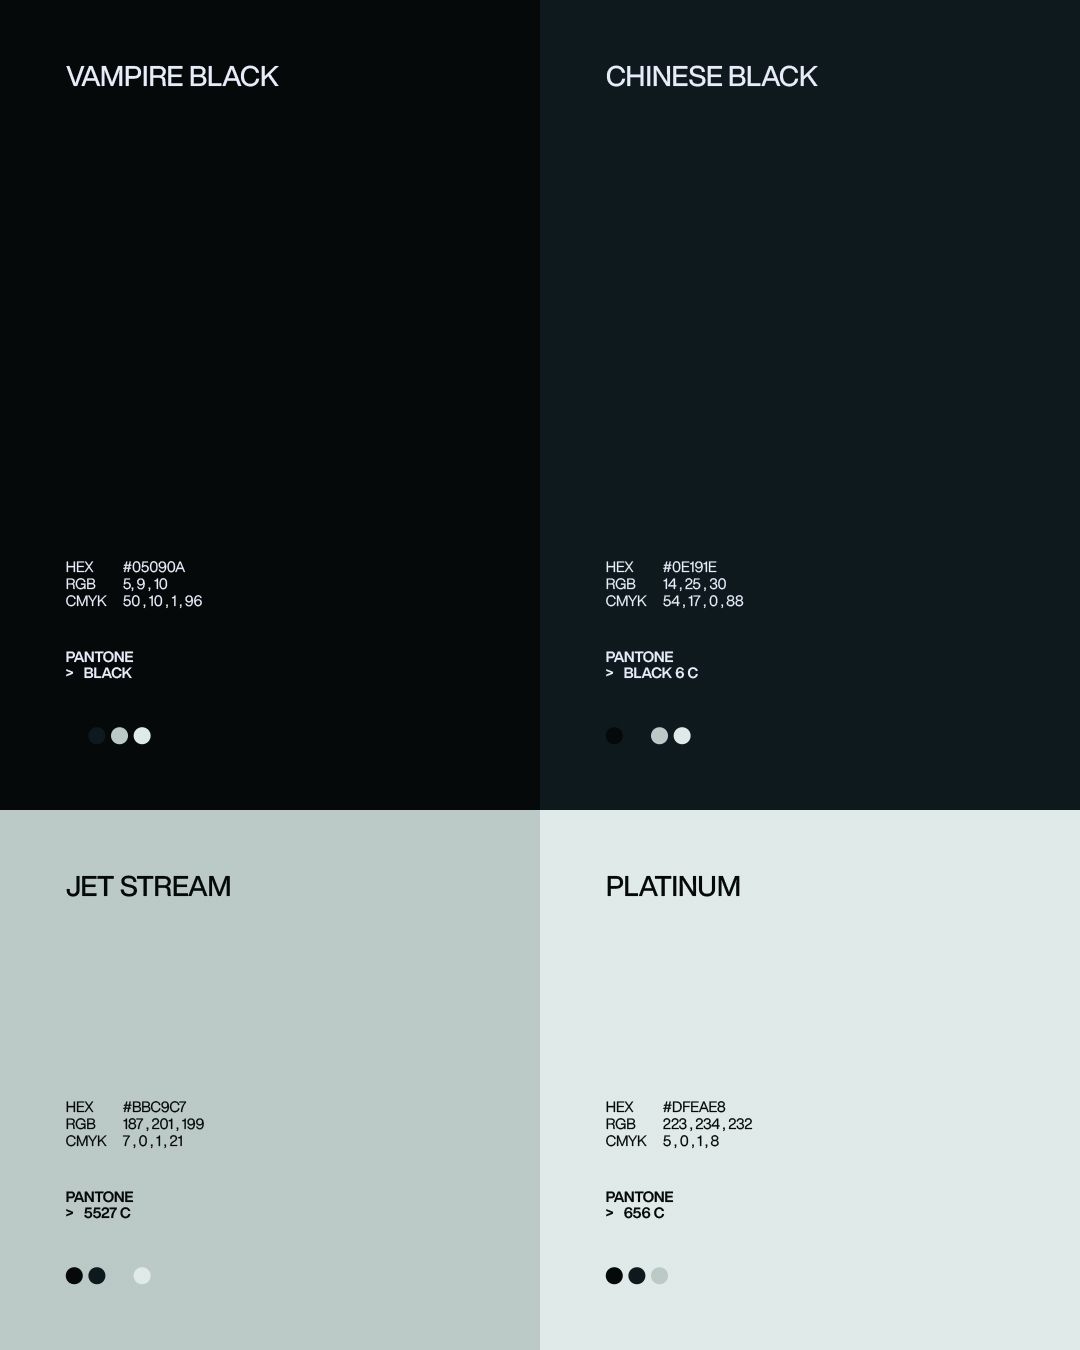 VAMPIRE BLACK
HEX #05090A
RGB 5, 9 , 10
CMYK 50 , 10 , 1 , 96
PANTONE
> BLACK
CHINESE BLACK
HEX #0E191E
RGB 14 , 25 , 30
CMYK 54 , 17 , 0 , 88
PANTONE
> BLACK 6 C
JET STREAM
HEX #BBC9C7
RGB 187 , 201 , 199
CMYK 7 , 0 , 1 , 21
PANTONE
> 5527 C
PLATINUM
HEX #DFEAE8
RGB 223 , 234 , 232
CMYK 5 , 0 , 1 , 8
PANTONE
> 656 C